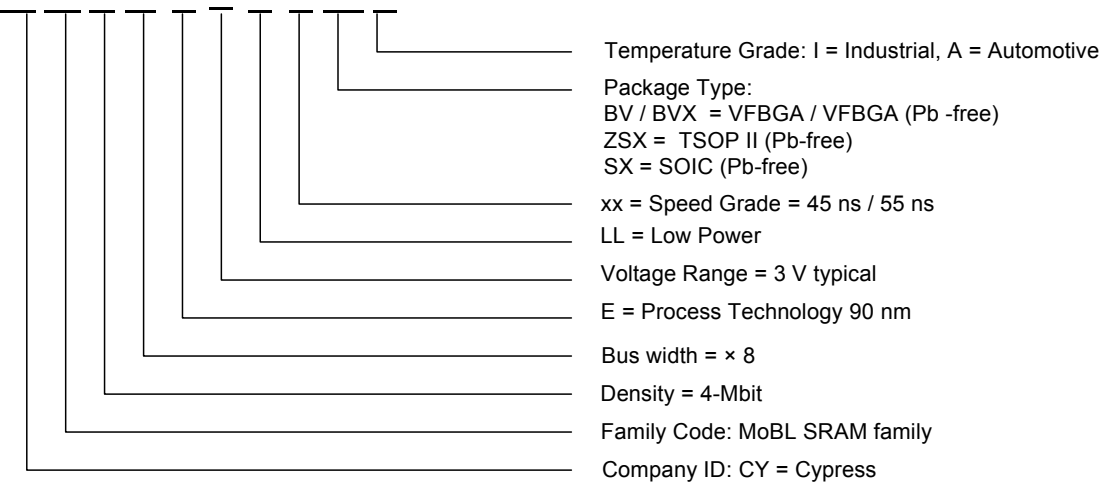 Temperature Grade: I = Industrial, A = Automotive
Package Type:
BV / BVX = VFBGA / VFBGA (Pb -free)
ZSX = TSOP II (Pb-free)
SX = SOIC (Pb-free)
xx = Speed Grade = 45 ns / 55 ns
LL = Low Power
Voltage Range = 3 V typical
E = Process Technology 90 nm
Bus width = × 8
Density = 4-Mbit
Family Code: MoBL SRAM family
Company ID: CY = Cypress